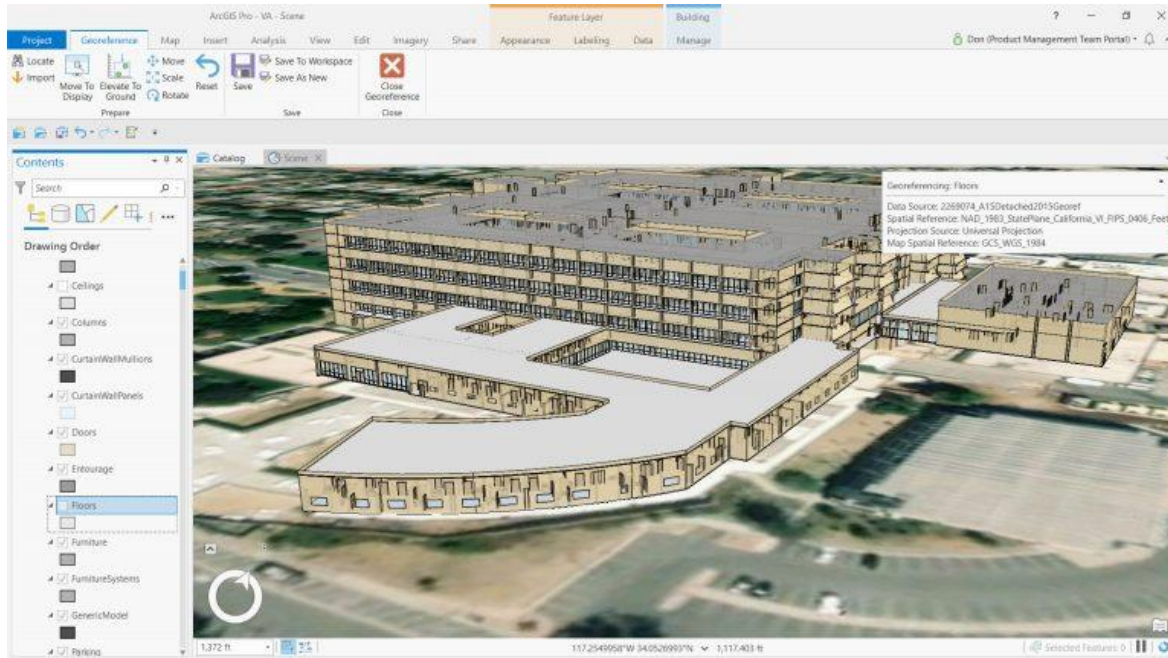 ArcGIS Pro - VA - Scene
Feature Layer
Building
?
Project Georeference Map Insert Analysis View Edit Imagery Share Appearance Labeling Data Manage
Don (Product Management Team Portal)
Locate
Import
Move To Display
Elevate To Ground
Move
Scale
Rotate
Reset
Prepare
Save
Save To Workspace
Save As New
Save
Close Georeference
Close
Contents
Catalog
Scene
Search
Drawing Order
Ceilings
Columns
CurtainWallMullions
CurtainWallPanels
Doors
Entourage
Floors
Furniture
FurnitureSystems
GenericModel
Parking
Georeferencing: Floors
Data Source: 2269074_A15Detached2015Georef
Spatial Reference: NAD_1983_StatePlane_California_VI_FIPS_0406_Feet
Projection Source: Universal Projection
Map Spatial Reference: GCS_WGS_1984
1,372 ft
117.2549958°W 34.0526993°N
1,117.403 ft
Selected Features: 0